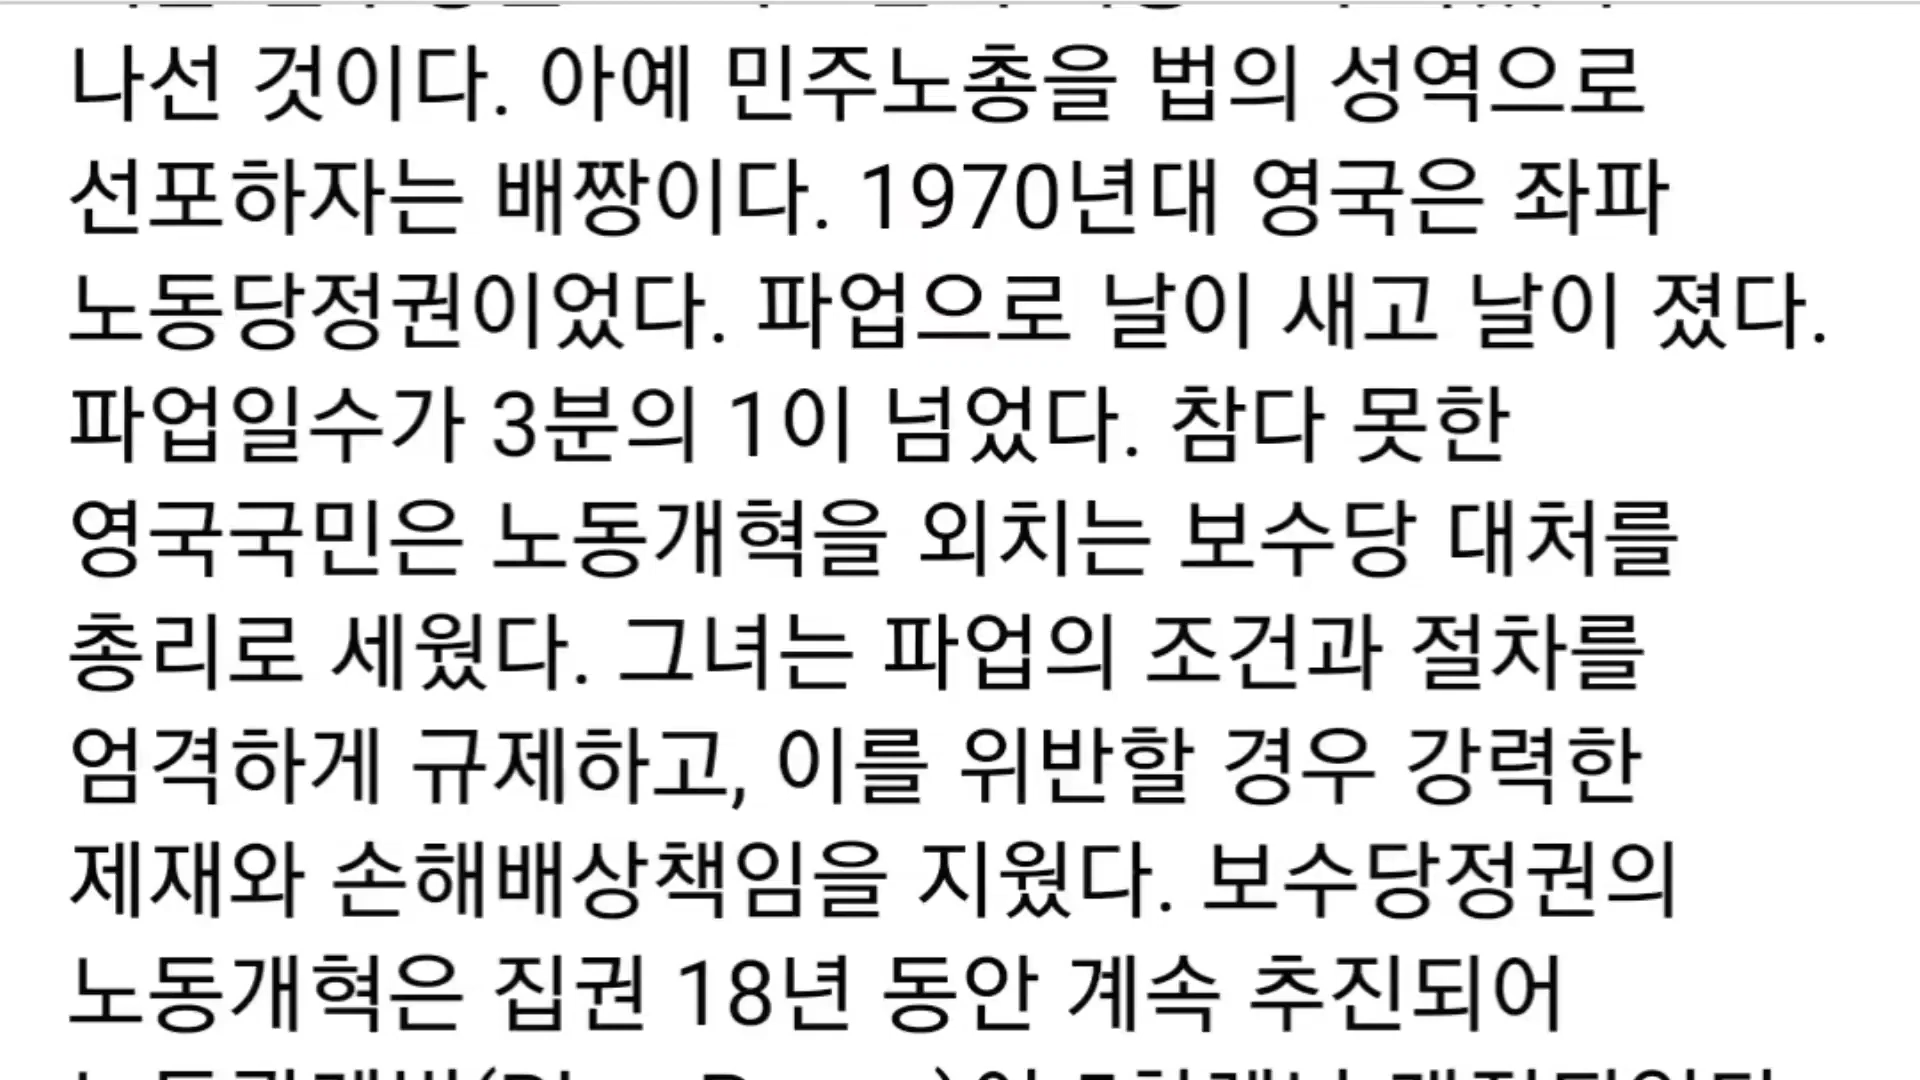 나선 것이다. 아예 민주노총을 법의 성역으로
선포하자는 배짱이다. 1970년대 영국은 좌파
노동당정권이었다. 파업으로 날이 새고 날이 졌다.
파업일수가 3분의 1이 넘었다. 참다 못한
영국국민은 노동개혁을 외치는 보수당 대처를
총리로 세웠다. 그녀는 파업의 조건과 절차를
엄격하게 규제하고, 이를 위반할 경우 강력한
제재와 손해배상책임을 지웠다. 보수당정권의
노동개혁은 집권 18년 동안 계속 추진되어